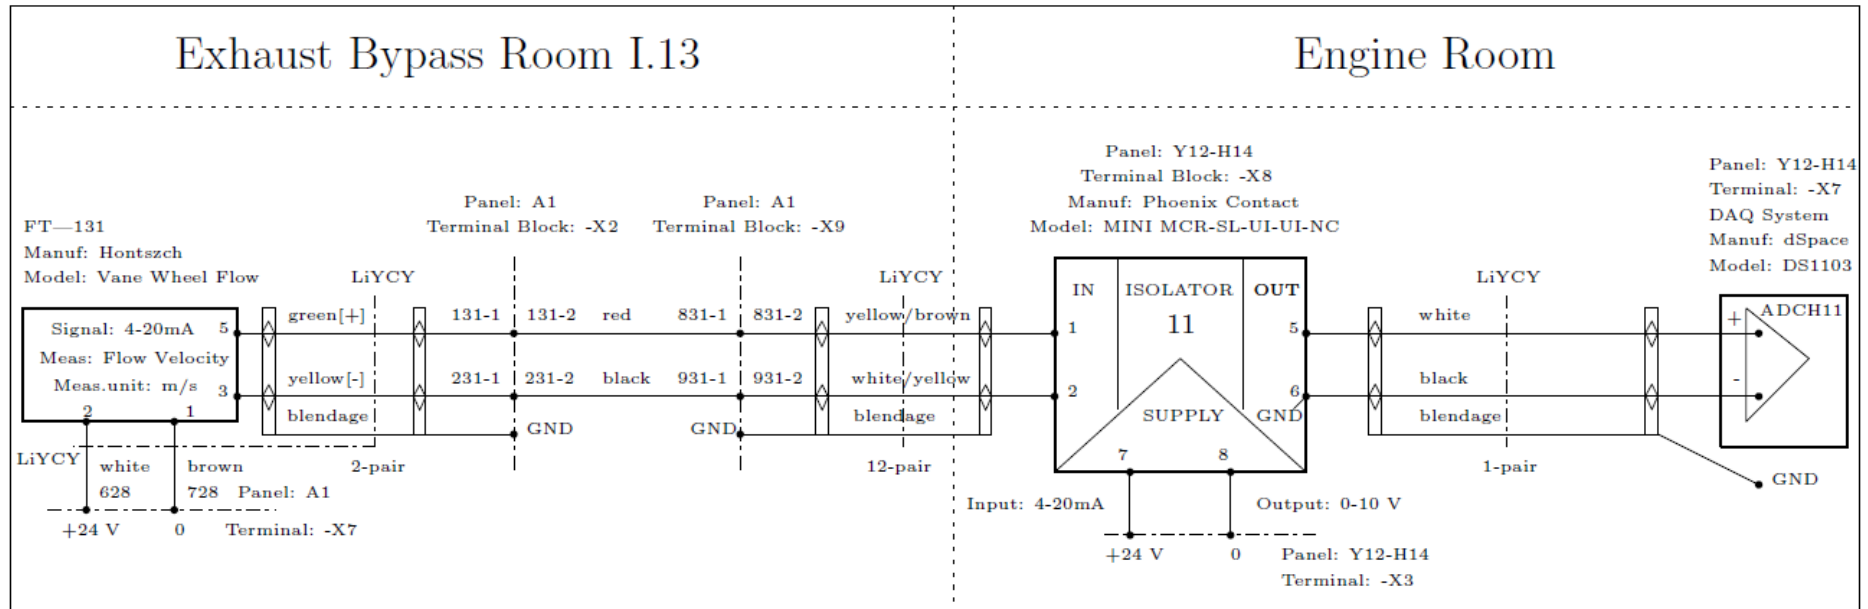 Exhaust Bypass Room I.13
Engine Room
FT—131
Manuf: Hontszch
Model: Vane Wheel Flow
Signal: 4-20mA
Meas: Flow Velocity
Meas.unit: m/s
5
3
2
1
LiYCY
white
628
brown
728
Panel: A1
+24 V
0
Terminal: -X7
LiYCY
green[+]
yellow[-]
blendage
2-pair
Panel: A1
Terminal Block: -X2
131-1
131-2
231-1
231-2
GND
red
black
Panel: A1
Terminal Block: -X9
831-1
831-2
931-1
931-2
GND
LiYCY
yellow/brown
white/yellow
blendage
12-pair
Panel: Y12-H14
Terminal Block: -X8
Manuf: Phoenix Contact
Model: MINI MCR-SL-UI-UI-NC
IN
ISOLATOR
OUT
11
1
2
5
6
SUPPLY
GND
7
8
Input: 4-20mA
Output: 0-10 V
+24 V
0
Panel: Y12-H14
Terminal: -X3
LiYCY
white
black
blendage
1-pair
Panel: Y12-H14
Terminal: -X7
DAQ System
Manuf: dSpace
Model: DS1103
ADCH11
+
-
GND